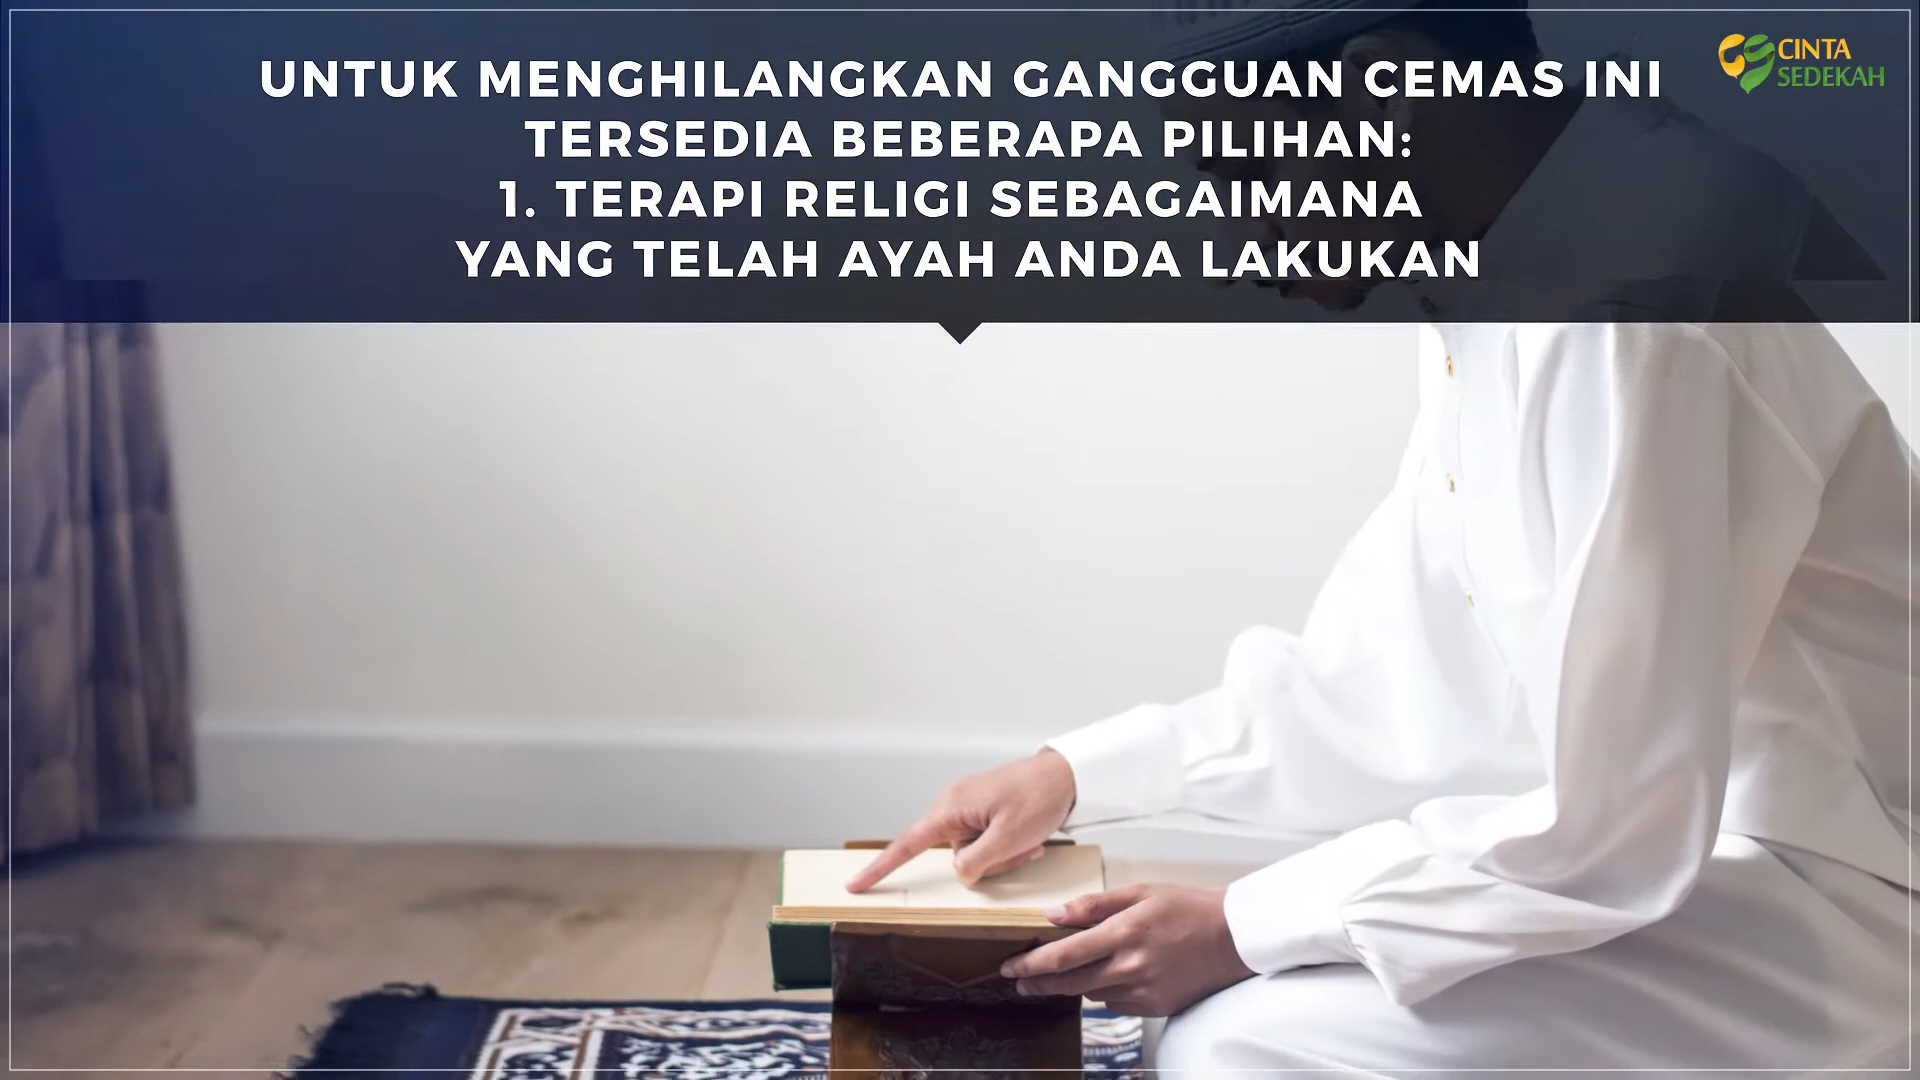 UNTUK MENGHILANGKAN GANGGUAN CEMAS INI
TERSEDIA BEBERAPA PILIHAN:
1. TERAPI RELIGI SEBAGAIMANA
YANG TELAH AYAH ANDA LAKUKAN
CINTA
SEDEKAH